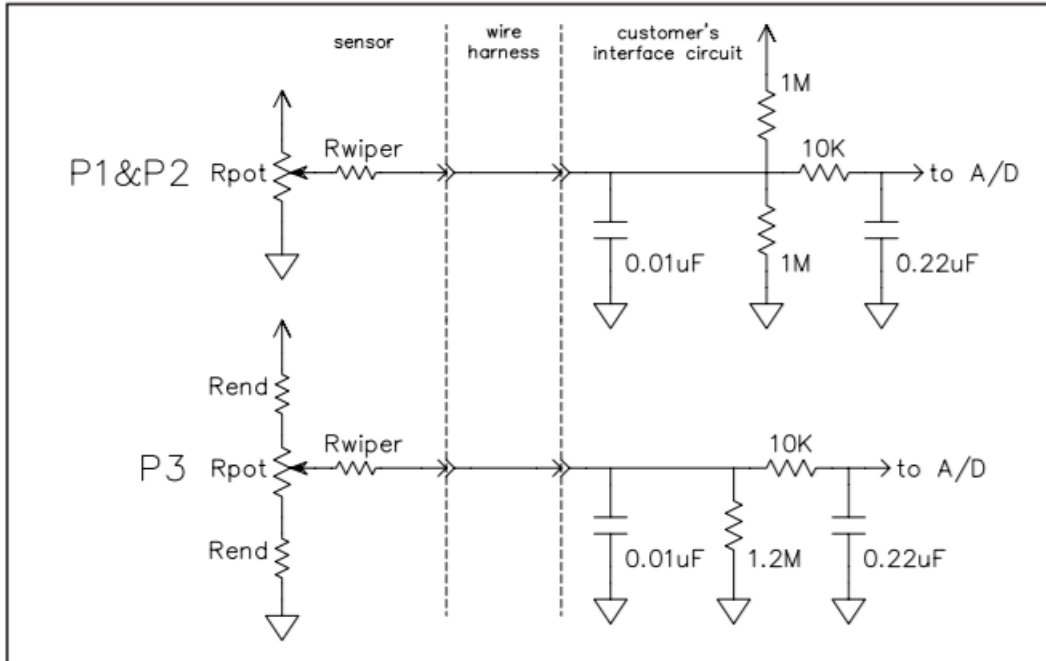 sensor
wire
harness
customer's
interface circuit
1M
Rwiper
10K
P1&P2
Rpot
to A/D
0.01uF
1M
0.22uF
Rend
Rwiper
10K
P3
Rpot
to A/D
Rend
0.01uF
1.2M
0.22uF